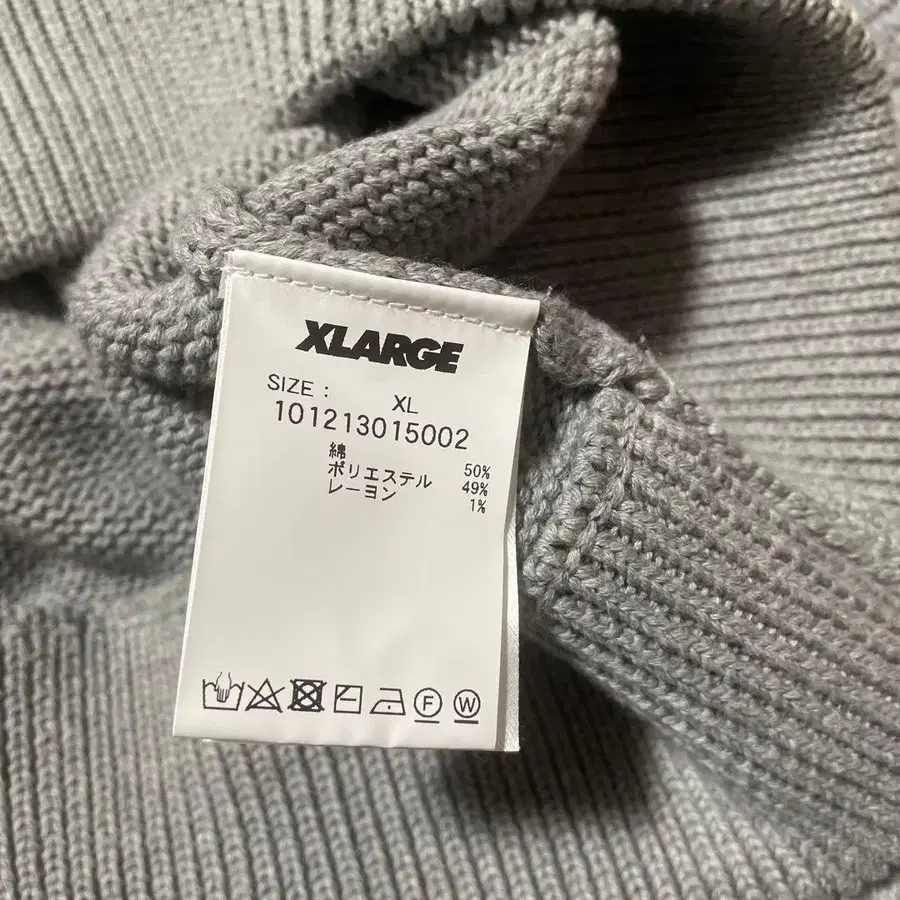 XLARGE
SIZE : XL
101213015002
綿 50%
ポリエステル 49%
レーヨン 1%
F W